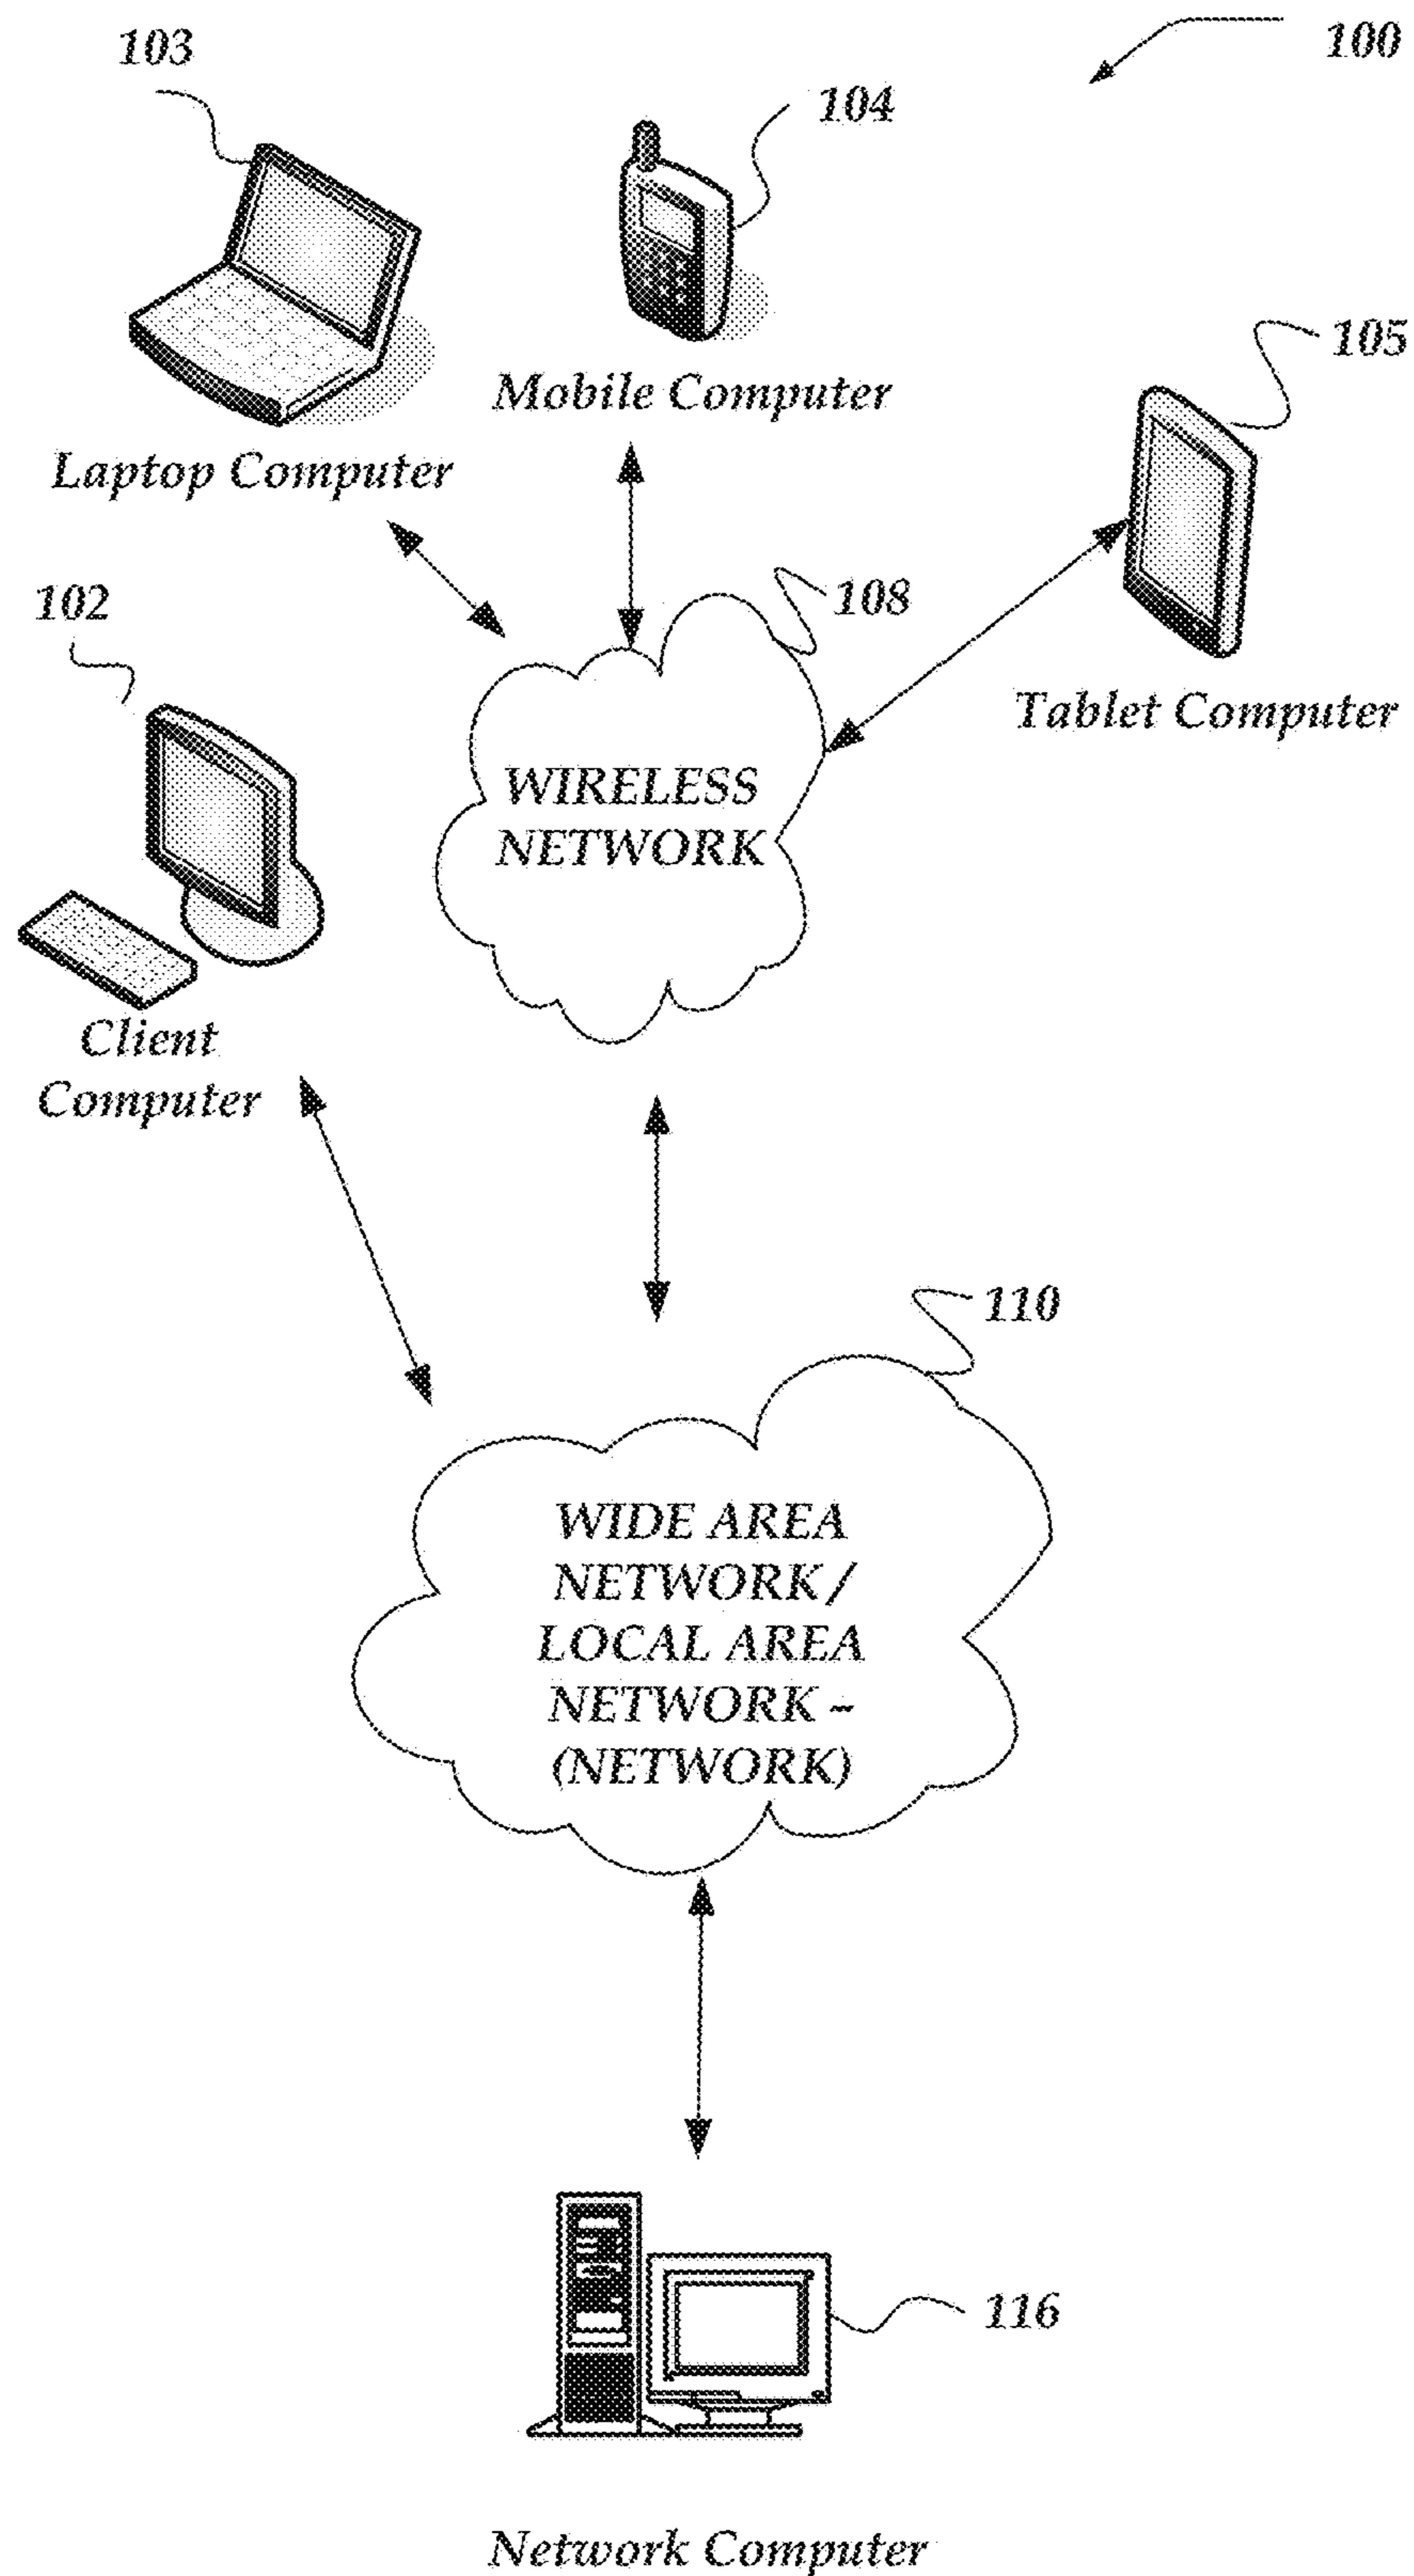 103
100
104
105
Mobile Computer
Laptop Computer
108
102
Tablet Computer
WIRELESS
NETWORK
Client
Computer
110
WIDE AREA
NETWORK /
LOCAL AREA
NETWORK –
(NETWORK)
116
Network Computer